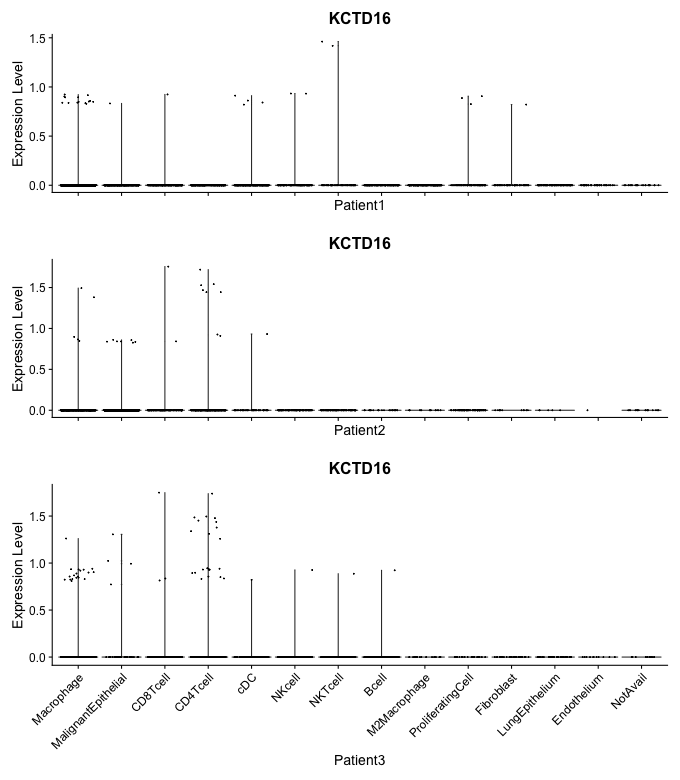 KCTD16
Expression Level
1.5
1.0
0.5
0.0
Patient1
KCTD16
Expression Level
1.5
1.0
0.5
0.0
Patient2
KCTD16
Expression Level
1.5
1.0
0.5
0.0
Macrophage
MalignantEpithelial
CD8Tcell
CD4Tcell
cDC
NKcell
NKTcell
Bcell
M2Macrophage
ProliferatingCell
Fibroblast
LungEpithelium
Endothelium
NotAvail
Patient3